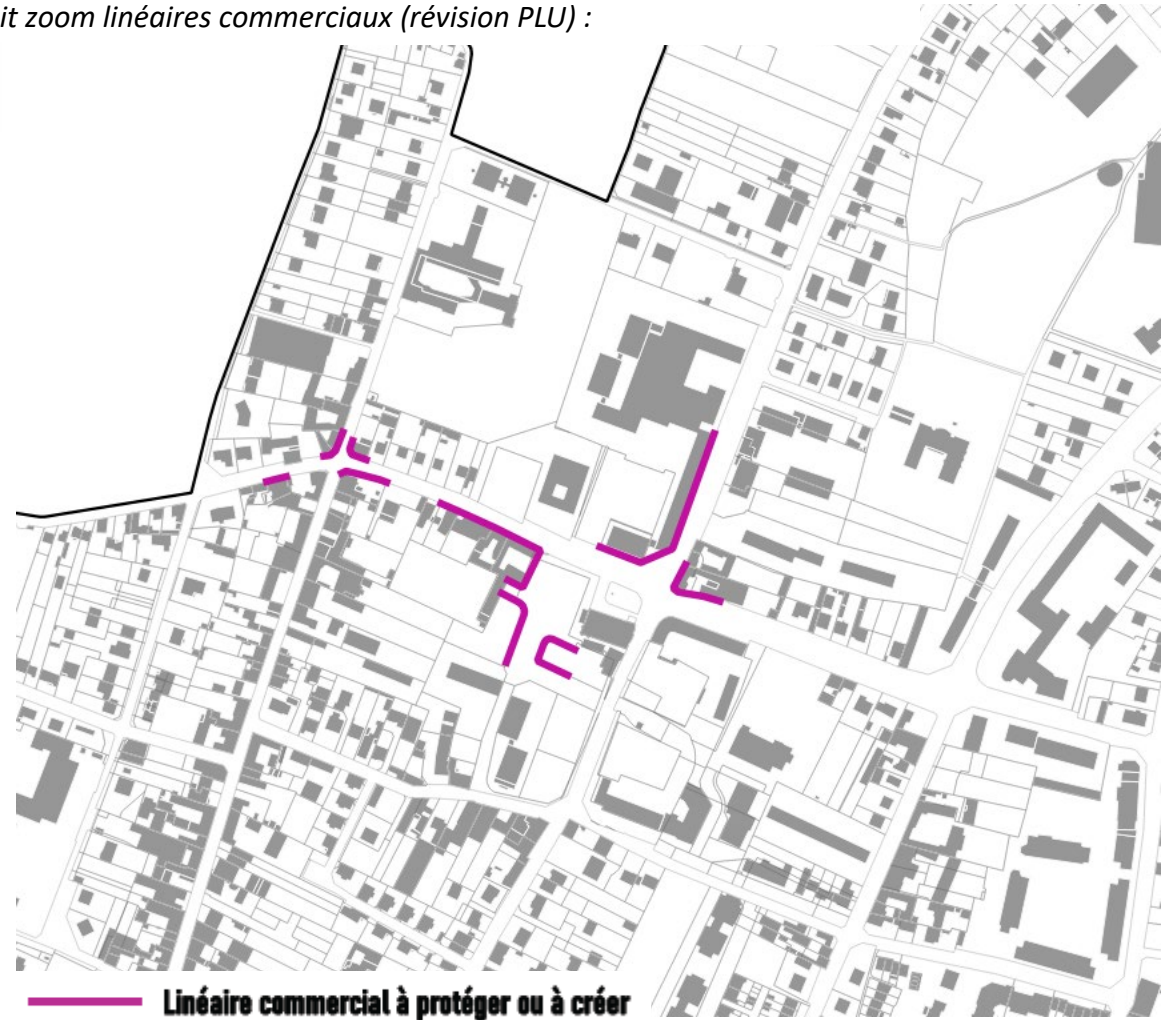 it zoom linéaires commerciaux (révision PLU) :
Linéaire commercial à protéger ou à créer